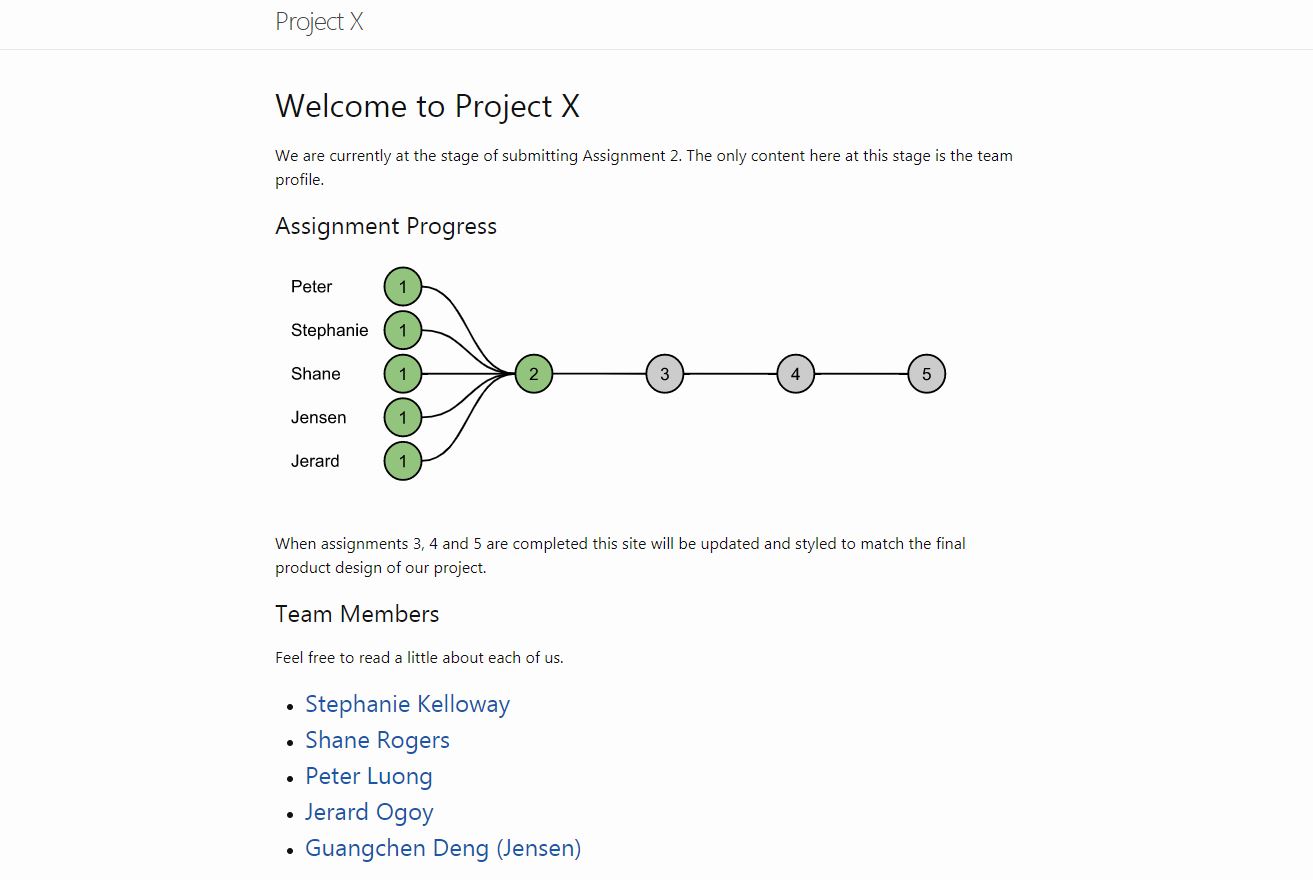 Project X
Welcome to Project X
We are currently at the stage of submitting Assignment 2. The only content here at this stage is the team
profile.
Assignment Progress
Peter 1
Stephanie 1
Shane 1 2 3 4 5
Jensen 1
Jerard 1
When assignments 3, 4 and 5 are completed this site will be updated and styled to match the final
product design of our project.
Team Members
Feel free to read a little about each of us.
Stephanie Kelloway
Shane Rogers
Peter Luong
Jerard Ogoy
Guangchen Deng (Jensen)